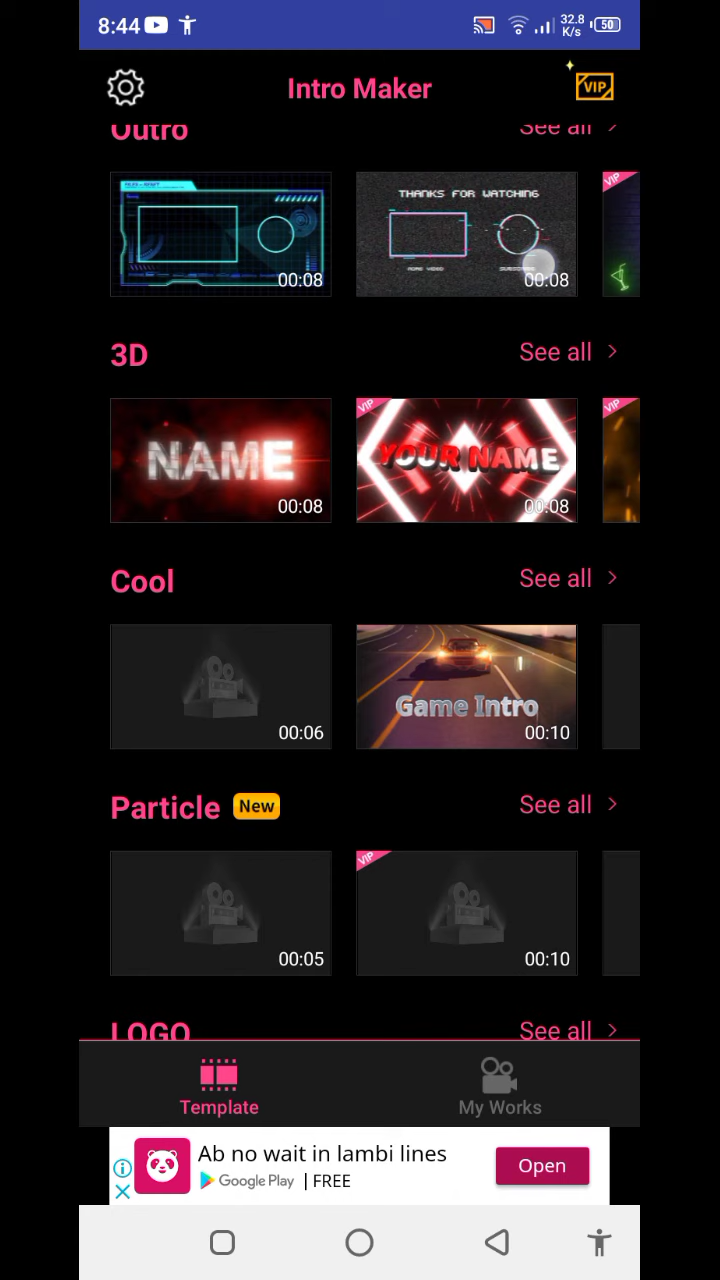 8:44
32.8
K/s
50
Intro Maker
VIP
Outro
See all
00:08
THANKS FOR WATCHING
00:08
VIP
3D
See all
NAME
00:08
VIP
YOUR NAME
00:08
VIP
Cool
See all
00:06
Game Intro
00:10
Particle New
See all
00:05
VIP
00:10
LOGO
See all
Template
My Works
Ab no wait in lambi lines
Google Play | FREE
Open